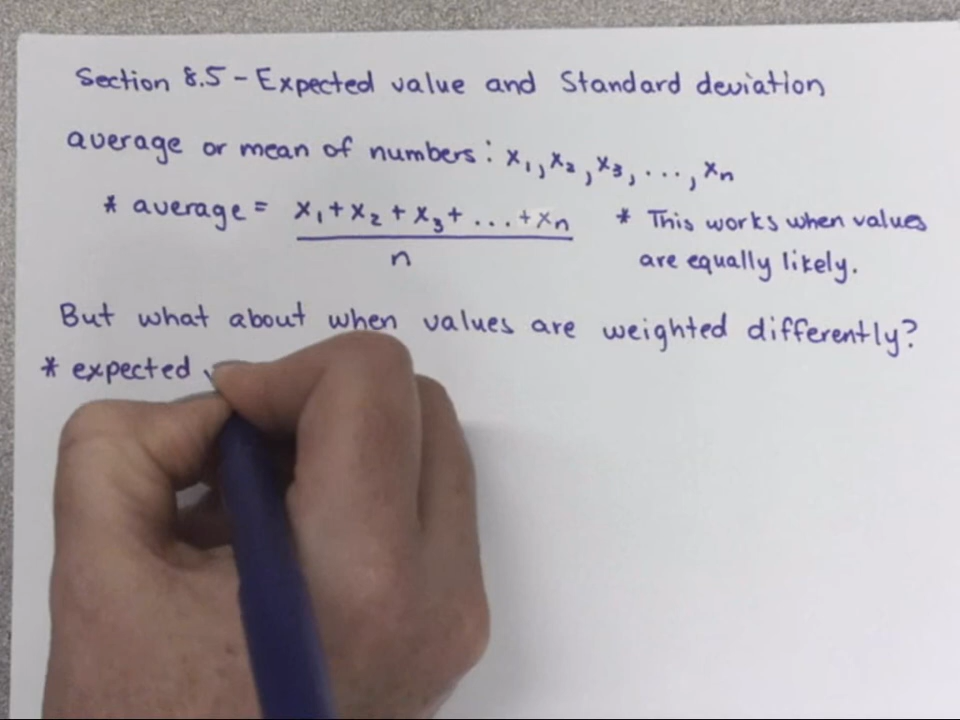 Section 8.5 - Expected value and Standard deviation
average or mean of numbers: x₁, x₂, x₃, ..., xₙ
* average = x₁ + x₂ + x₃ + ... + xₙ / n
* This works when values are equally likely.
But what about when values are weighted differently?
* expected